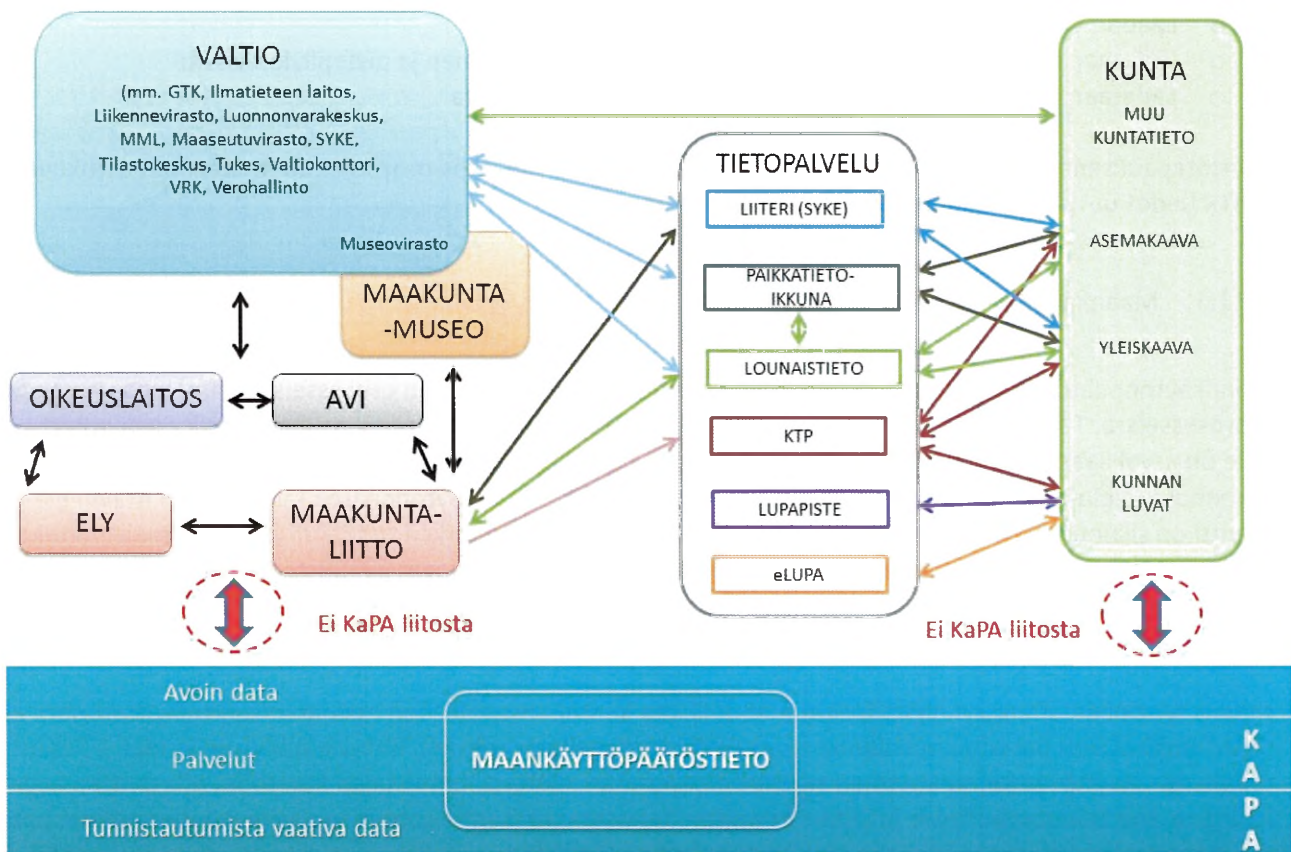 VALTIO
(mm. GTK, Ilmatieteen laitos,
Liikennevirasto, Luonnonvarakeskus,
MML, Maaseutuvirasto, SYKE,
Tilastokeskus, Tukes, Valtiokonttori,
VRK, Verohallinto
Museovirasto
MAAKUNTA
-MUSEO
OIKEUSLAITOS
AVI
ELY
MAAKUNTA-
LIITTO
TIETOPALVELU
LIITERI (SYKE)
PAIKKATIETO-
IKKUNA
LOUNAISTIETO
KTP
LUPAPISTE
eLUPA
KUNTA
MUU
KUNTATIETO
ASEMAKAAVA
YLEISKAAVA
KUNNAN
LUVAT
Ei KaPA liitosta
Ei KaPA liitosta
Avoin data
Palvelut
MAANKÄYTTÖPÄÄTÖSTIETO
Tunnistautumista vaativa data
K
A
P
A